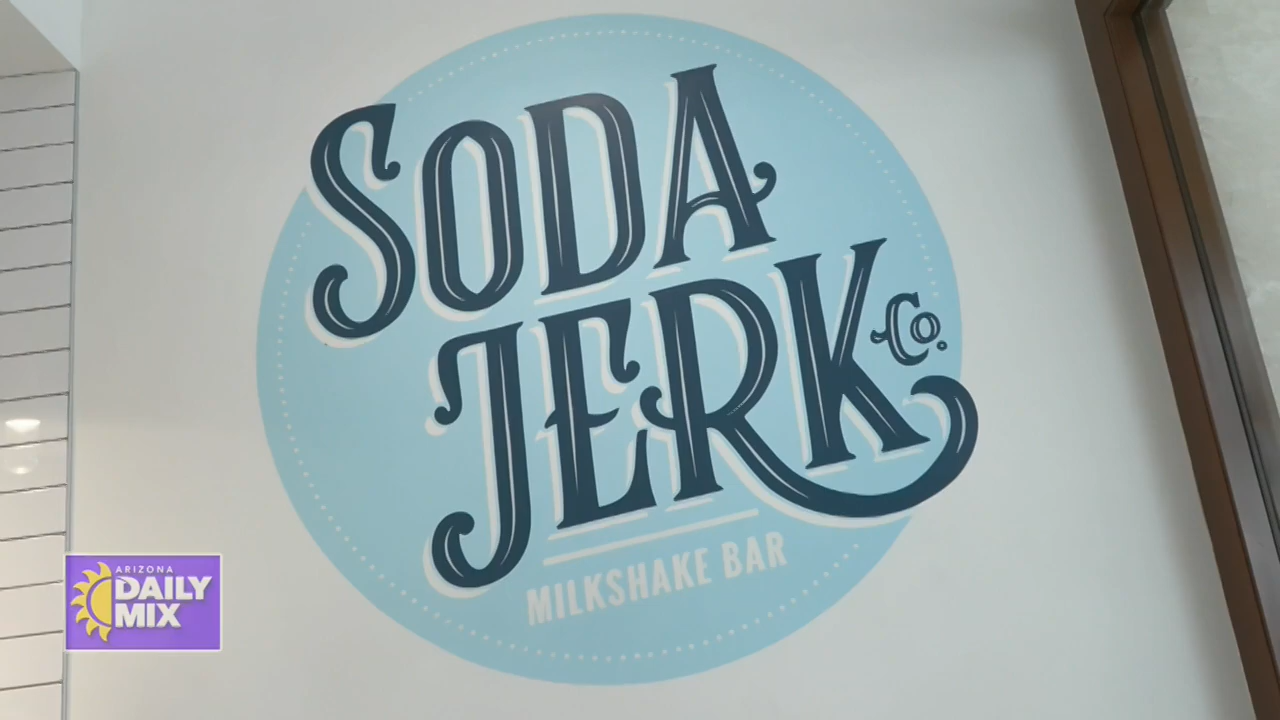 SODA
JERK Co.
MILKSHAKE BAR
ARIZONA
DAILY
MIX